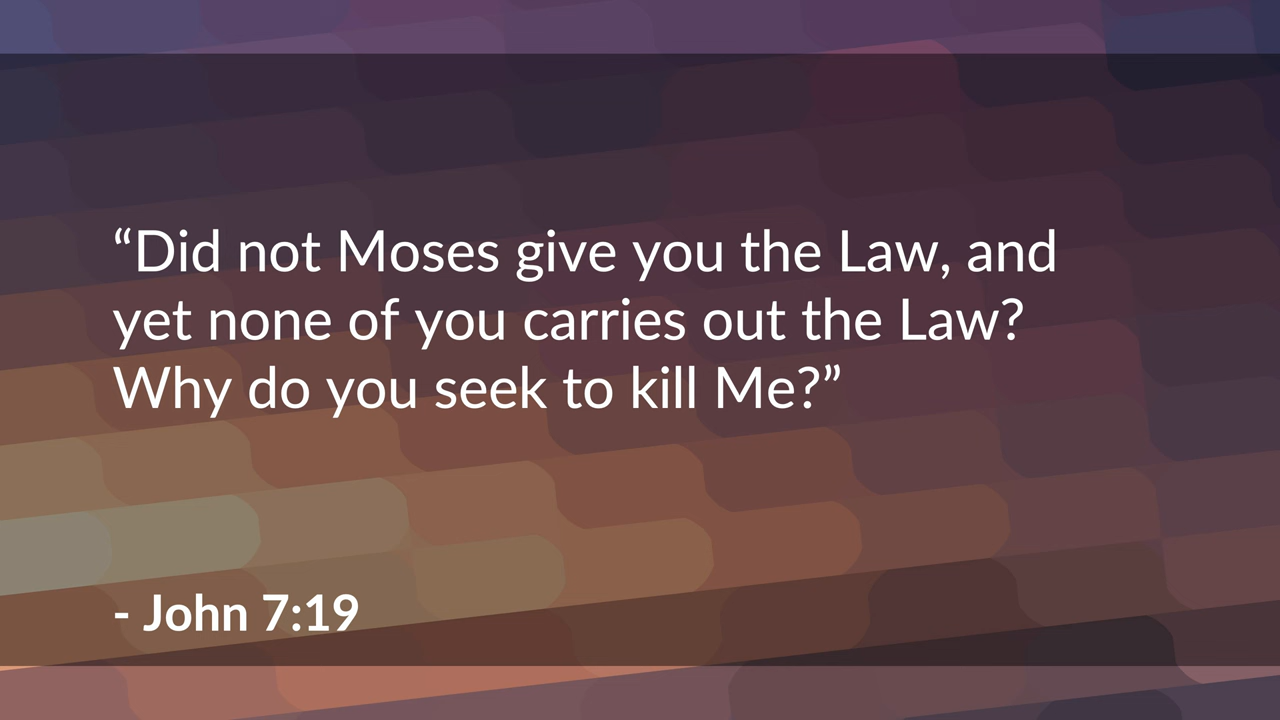 “Did not Moses give you the Law, and
yet none of you carries out the Law?
Why do you seek to kill Me?”
- John 7:19